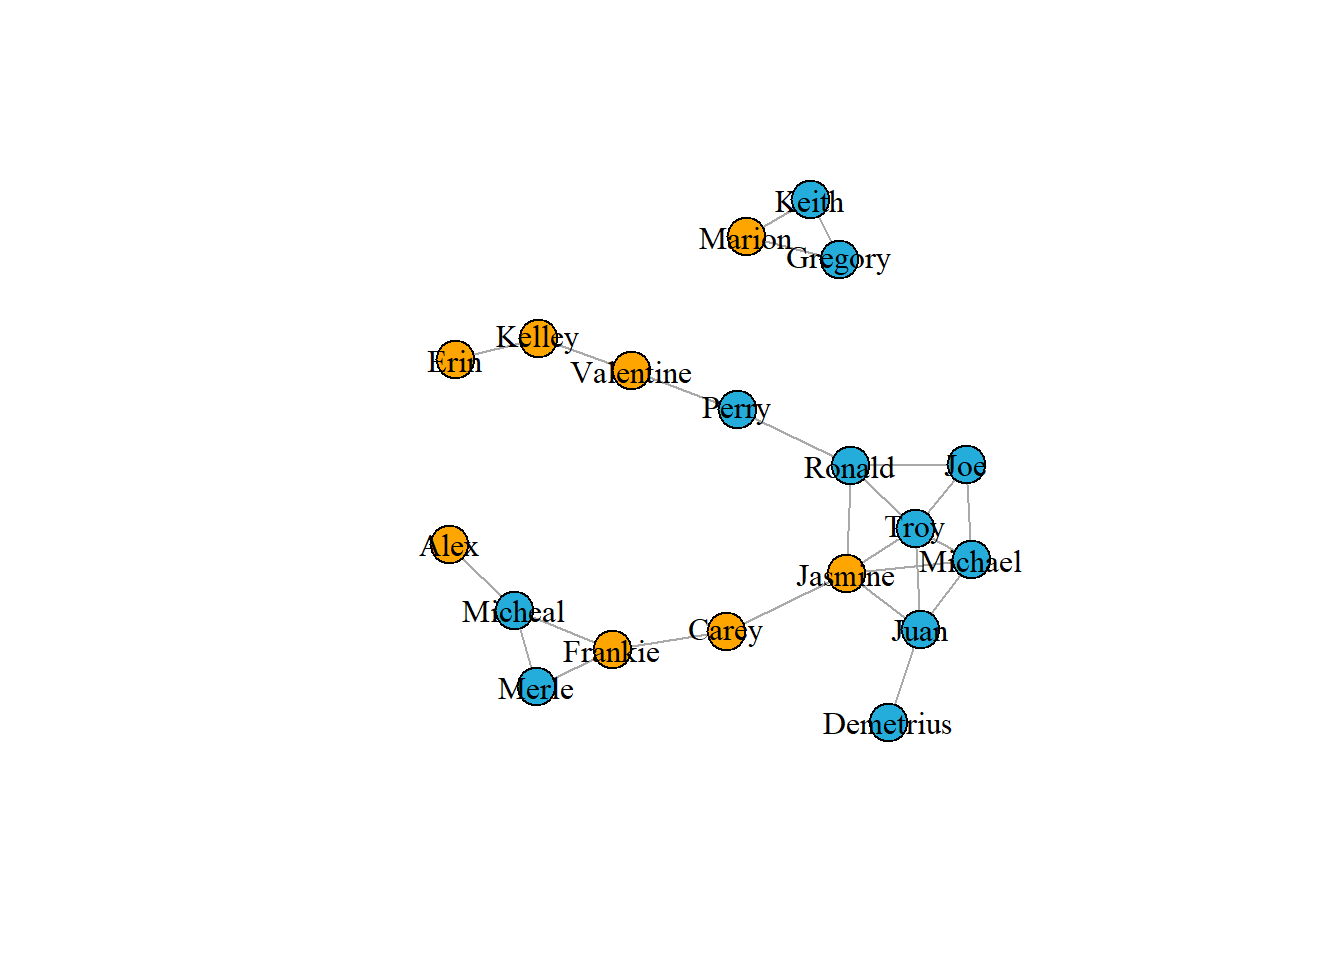 Keith
Marion
Gregory
Kelley
Erin
Valentine
Perry
Ronald
Joe
Troy
Alex
Michael
Jasmine
Micheal
Carey
Juan
Frankie
Merle
Demetrius